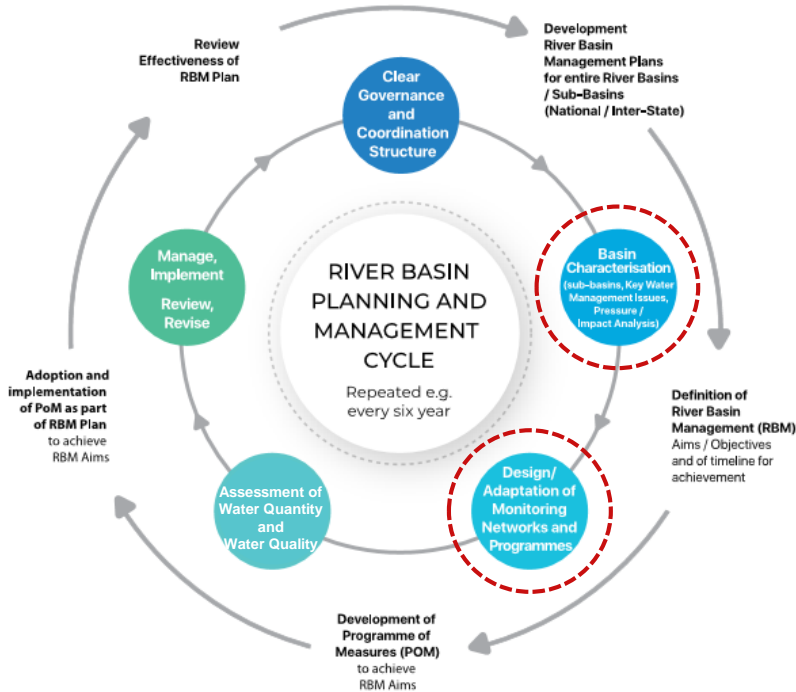 Review
Effectiveness of
RBM Plan
Development
River Basin
Management Plans
for entire River Basins
/ Sub-Basins
(National / Inter-State)
Clear
Governance
and
Coordination
Structure
Manage,
Implement
Review,
Revise
RIVER BASIN
PLANNING AND
MANAGEMENT
CYCLE
Repeated e.g.
every six year
Basin
Characterisation
(sub-basins, Key Water
Management Issues,
Pressure /
Impact Analysis)
Adoption and
implementation
of PoM as part
of RBM Plan
to achieve
RBM Aims
Definition of
River Basin
Management (RBM)
Aims / Objectives
and of timeline for
achievement
Assessment of
Water Quantity
and
Water Quality
Design/
Adaptation of
Monitoring
Networks and
Programmes
Development of
Programme of
Measures (POM)
to achieve
RBM Aims